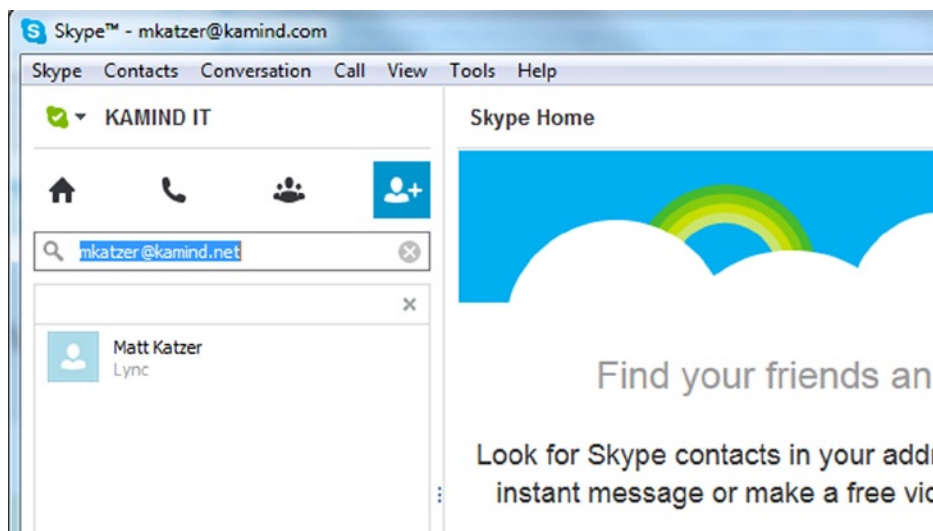 Skype™ - mkatzer@kamind.com
Skype Contacts Conversation Call View Tools Help
KAMIND IT
Skype Home
mkatzer@kamind.net
Matt Katzer
Lync
Find your friends an
Look for Skype contacts in your addr
instant message or make a free vid